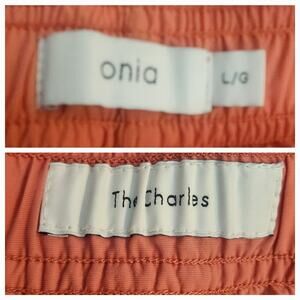 onia
L/G
The Charles